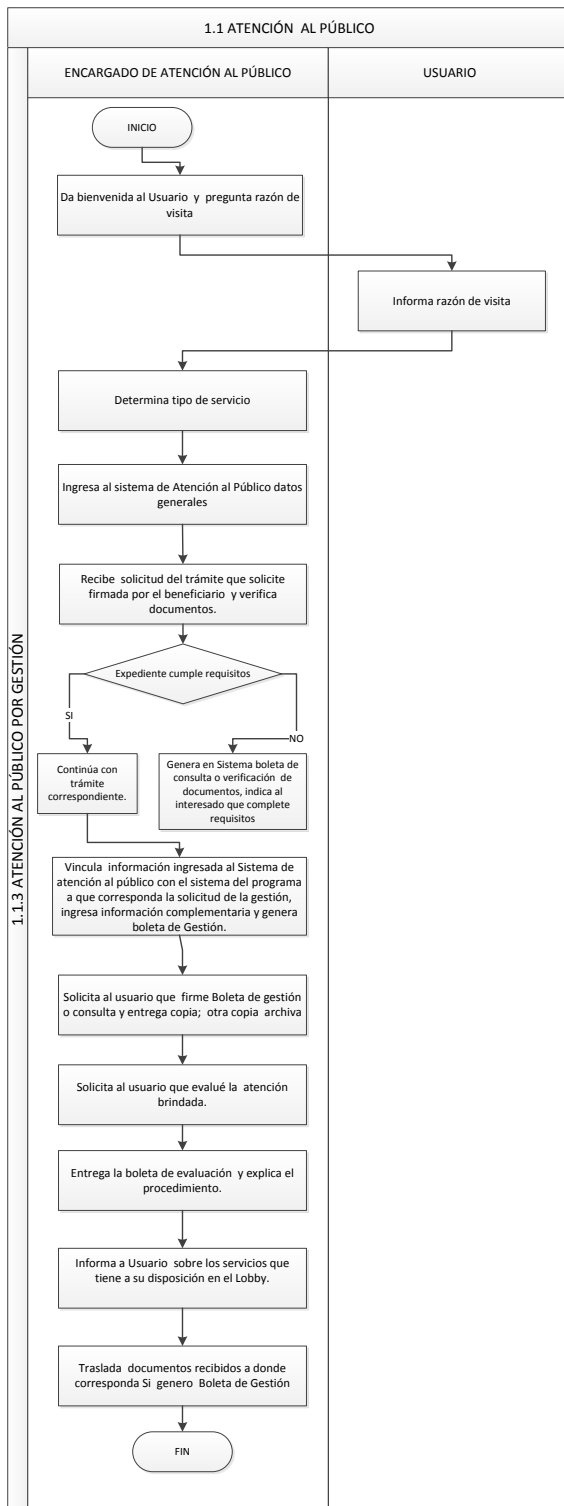 1.1 ATENCIÓN AL PÚBLICO
ENCARGADO DE ATENCIÓN AL PÚBLICO
USUARIO
1.1.3 ATENCIÓN AL PÚBLICO POR GESTIÓN
INICIO
Da bienvenida al Usuario y pregunta razón de
visita
Informa razón de visita
Determina tipo de servicio
Ingresa al sistema de Atención al Público datos
generales
Recibe solicitud del trámite que solicite
firmada por el beneficiario y verifica
documentos.
Expediente cumple requisitos
SI
NO
Continúa con
trámite
correspondiente.
Genera en Sistema boleta de
consulta o verificación de
documentos, indica al
interesado que complete
requisitos
Vincula información ingresada al Sistema de
atención al público con el sistema del programa
a que corresponda la solicitud de la gestión,
ingresa información complementaria y genera
boleta de Gestión.
Solicita al usuario que firme Boleta de gestión
o consulta y entrega copia; otra copia archiva
Solicita al usuario que evalué la atención
brindada.
Entrega la boleta de evaluación y explica el
procedimiento.
Informa a Usuario sobre los servicios que
tiene a su disposición en el Lobby.
Traslada documentos recibidos a donde
corresponda Si genero Boleta de Gestión
FIN